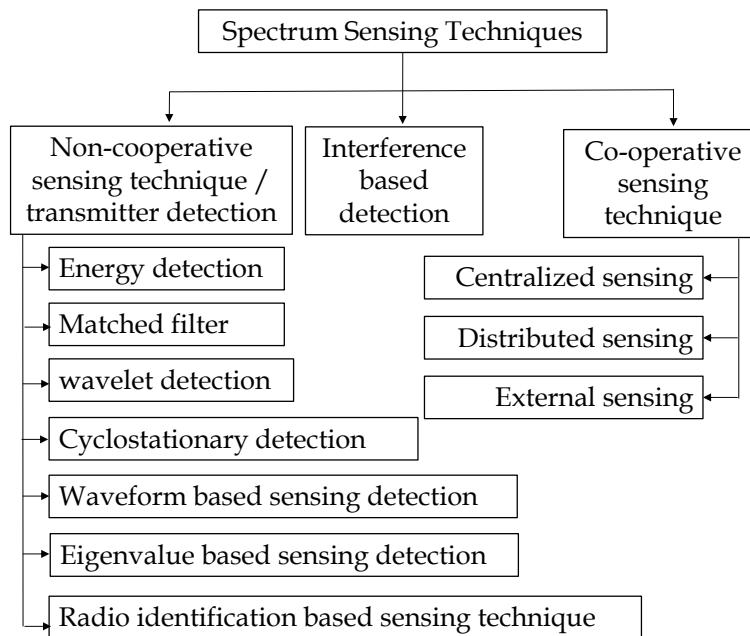 Spectrum Sensing Techniques
Non-cooperative
sensing technique /
transmitter detection
Interference
based
detection
Co-operative
sensing
technique
Energy detection
Matched filter
wavelet detection
Cyclostationary detection
Waveform based sensing detection
Eigenvalue based sensing detection
Radio identification based sensing technique
Centralized sensing
Distributed sensing
External sensing